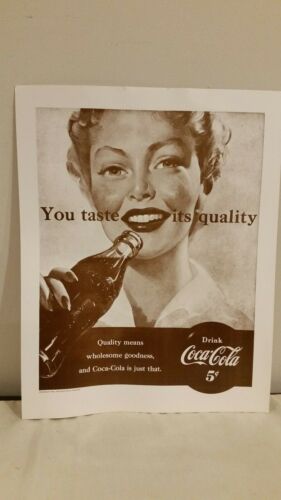 You taste its quality
Quality means
wholesome goodness,
and Coca-Cola is just that.
Drink
Coca-Cola
5¢